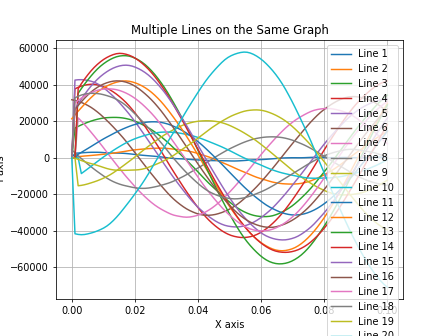 Multiple Lines on the Same Graph
60000
40000
20000
0
−20000
−40000
−60000
0.00
0.02
0.04
0.06
X axis
Line 1
Line 2
Line 3
Line 4
Line 5
Line 6
Line 7
Line 8
Line 9
Line 10
Line 11
Line 12
Line 13
Line 14
Line 15
Line 16
Line 17
Line 18
Line 19
Line 20